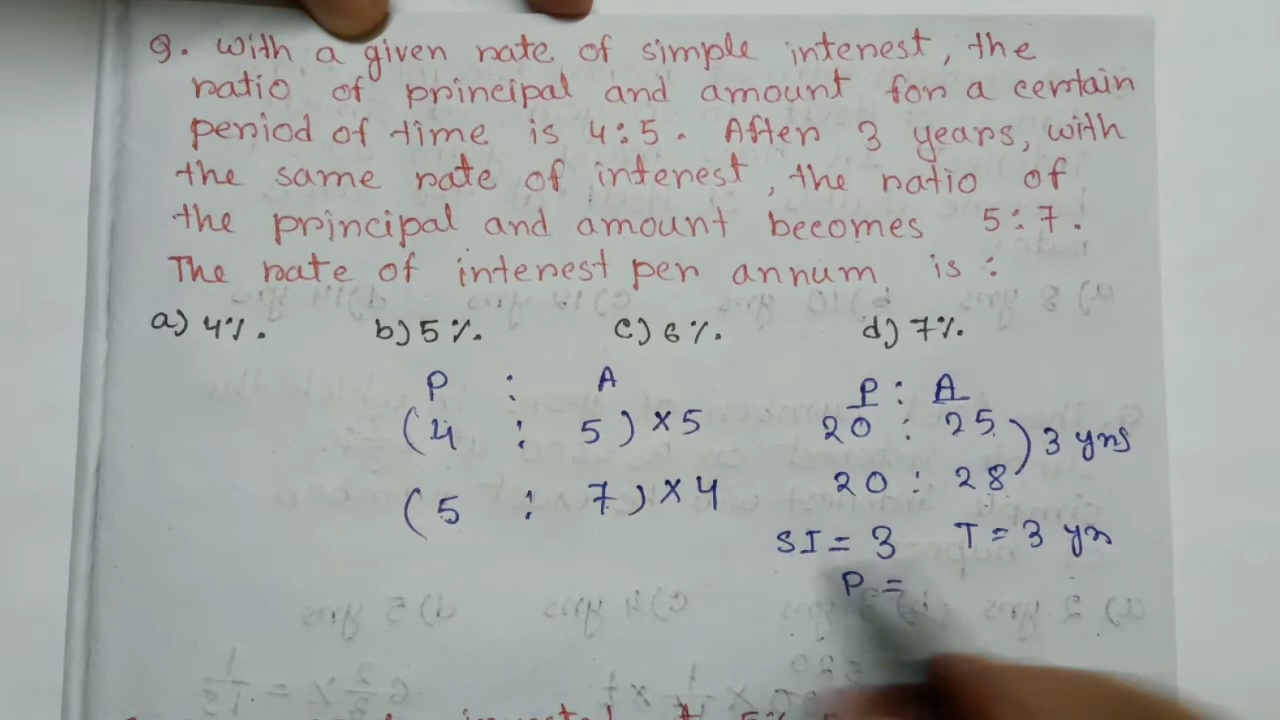 Q. With a given rate of simple interest, the
ratio of principal and amount for a certain
period of time is 4:5. After 3 years, with
the same rate of interest, the ratio of
the principal and amount becomes 5:7.
The rate of interest per annum is:
a) 4%. b) 5%. c) 6%. d) 7%.
P : A
(4 : 5) × 5
(5 : 7) × 4
P : A
20 : 25
20 : 28
) 3 yrs
SI = 3 T = 3 yr
P =